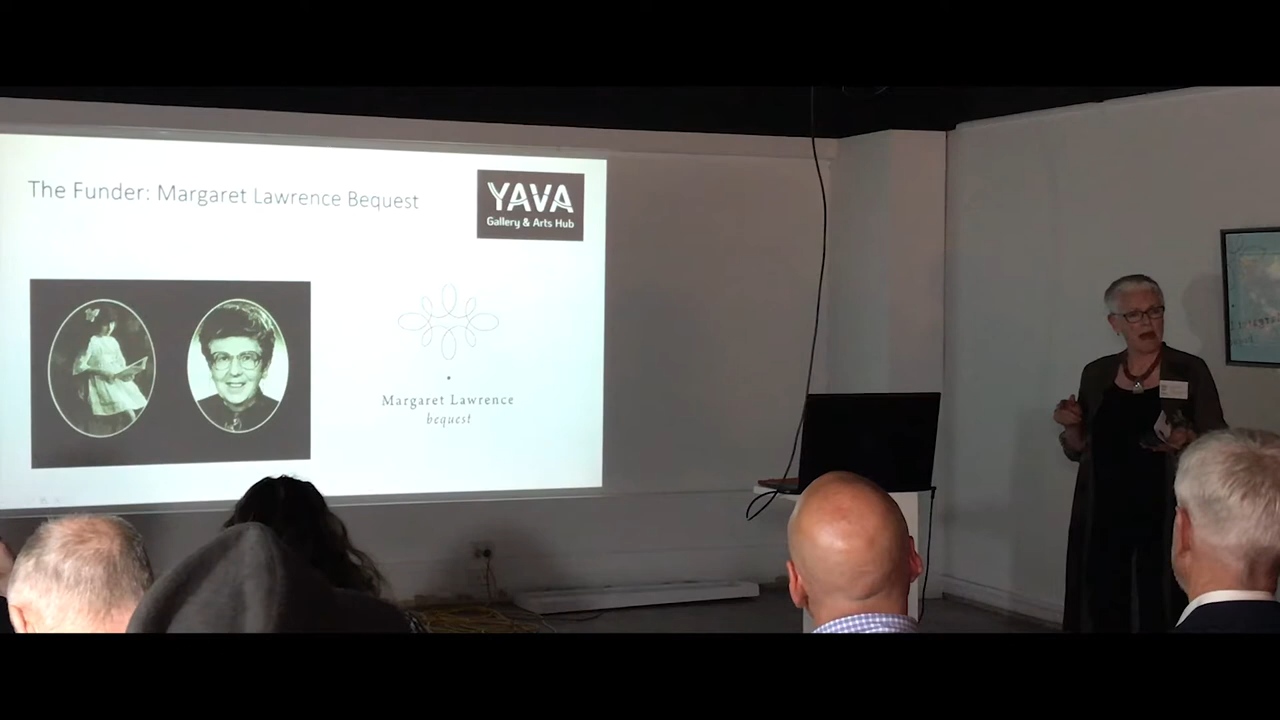 The Funder: Margaret Lawrence Bequest
YAVA
Gallery & Arts Hub
Margaret Lawrence
bequest